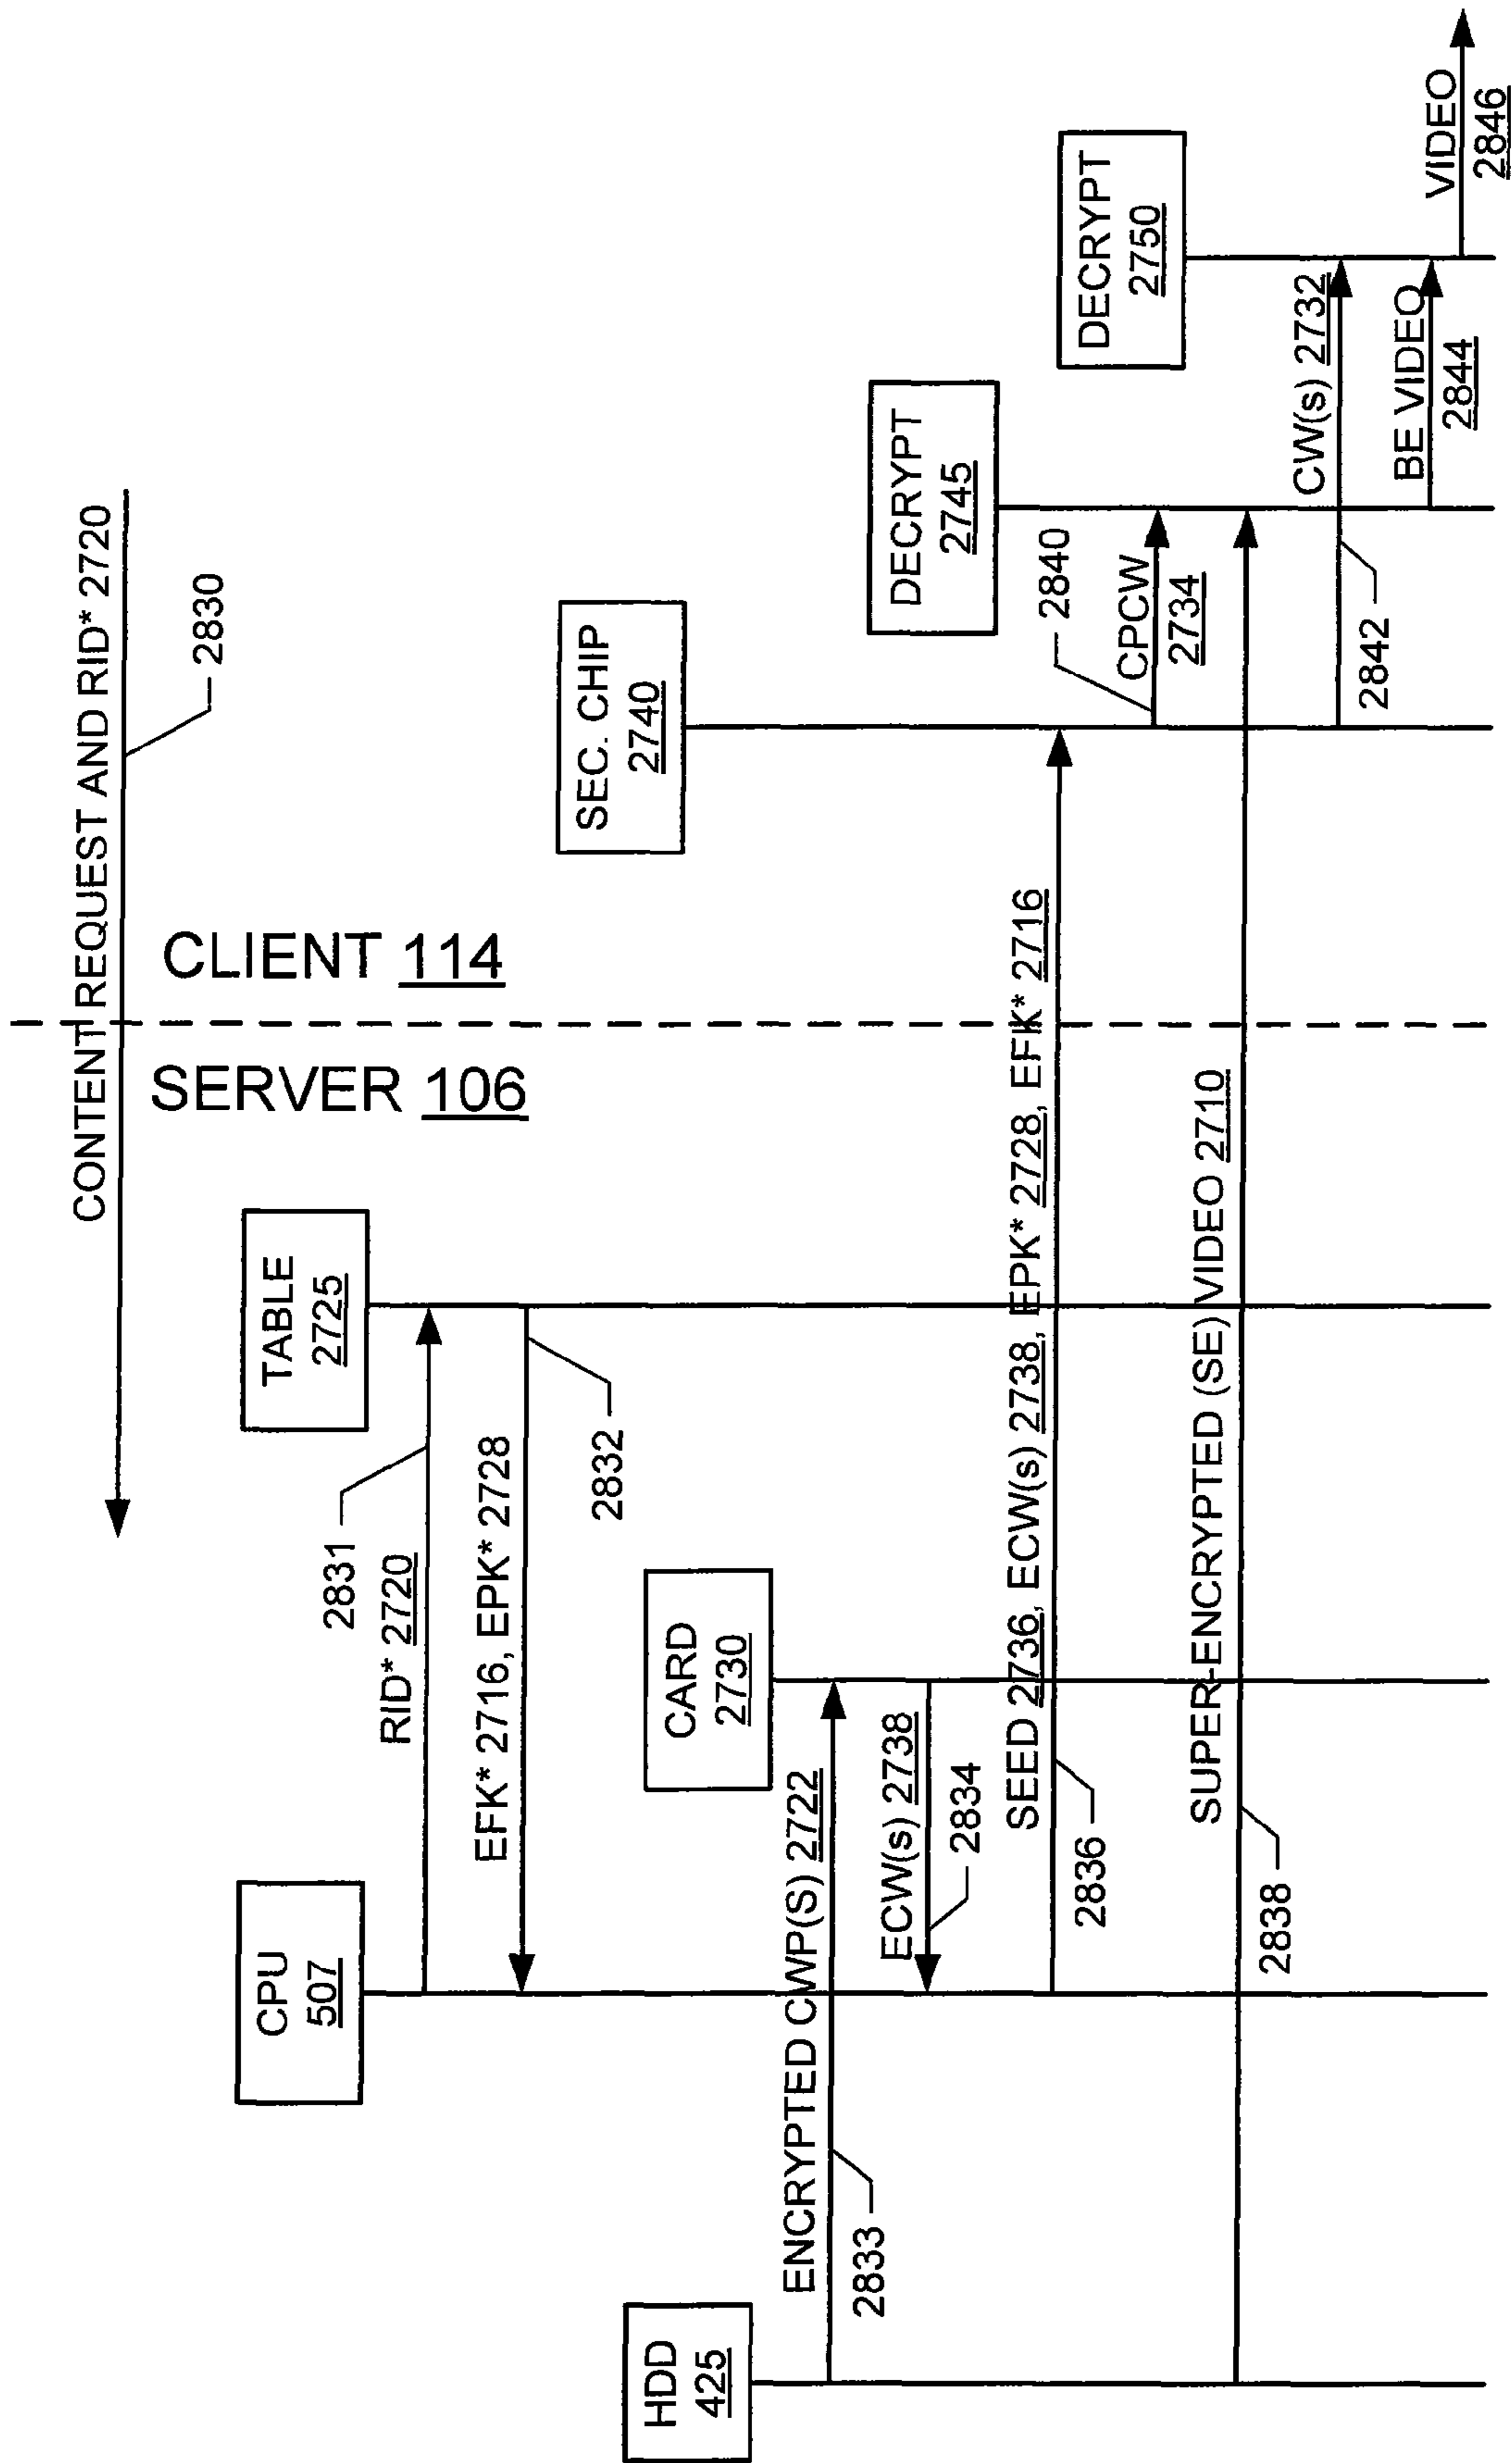 CONTENT REQUEST AND RID* 2720
2830
CLIENT 114
SERVER 106
HDD
425
CPU
507
TABLE
2725
CARD
2730
SEC. CHIP
2740
DECRYPT
2745
DECRYPT
2750
2831
RID* 2720
EFK* 2716, EPK* 2728
2832
ENCRYPTED CWP(S) 2722
2833
ECW(s) 2738
2834
SEED 2736, ECW(s) 2738, EPK* 2728, EFK* 2716
2836
2840
CPCW
2734
SUPER-ENCRYPTED (SE) VIDEO 2710
2838
CW(s) 2732
2842
BE VIDEO
2844
VIDEO
2846